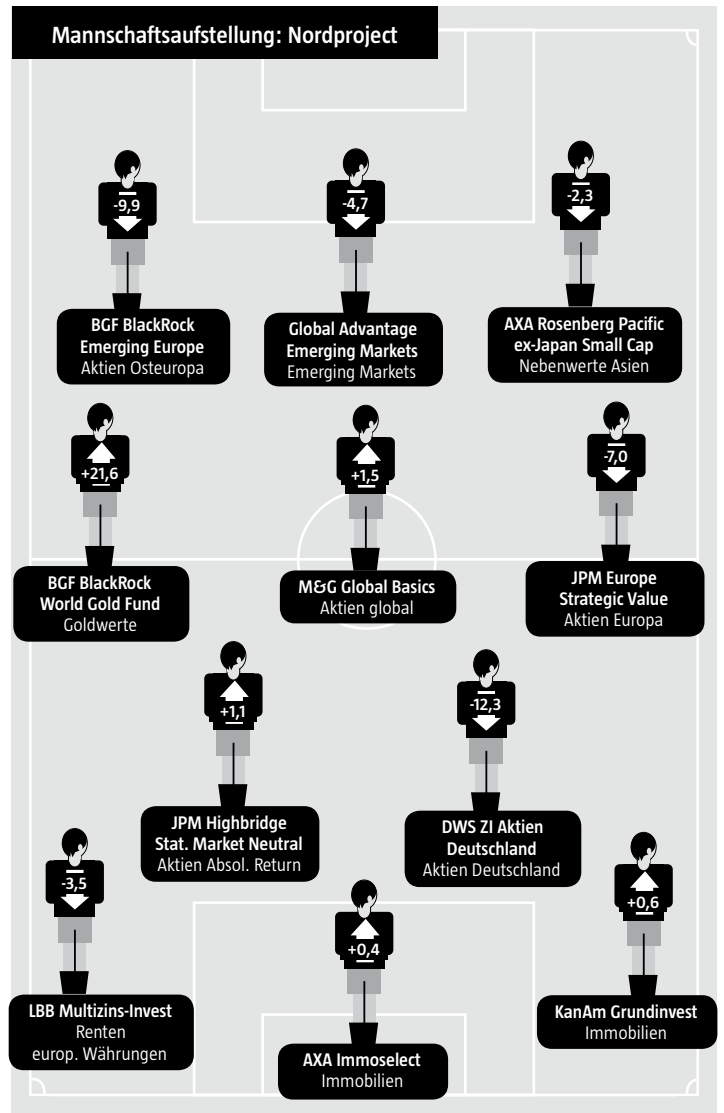 Mannschaftsaufstellung: Nordproject
-9,9
BGF BlackRock
Emerging Europe
Aktien Osteuropa
-4,7
Global Advantage
Emerging Markets
Emerging Markets
-2,3
AXA Rosenberg Pacific
ex-Japan Small Cap
Nebenwerte Asien
+21,6
BGF BlackRock
World Gold Fund
Goldwerte
+1,5
M&G Global Basics
Aktien global
-7,0
JPM Europe
Strategic Value
Aktien Europa
+1,1
JPM Highbridge
Stat. Market Neutral
Aktien Absol. Return
-12,3
DWS ZI Aktien
Deutschland
Aktien Deutschland
-3,5
LBB Multizins-Invest
Renten
europ. Währungen
+0,4
AXA Immoselect
Immobilien
+0,6
KanAm Grundinvest
Immobilien